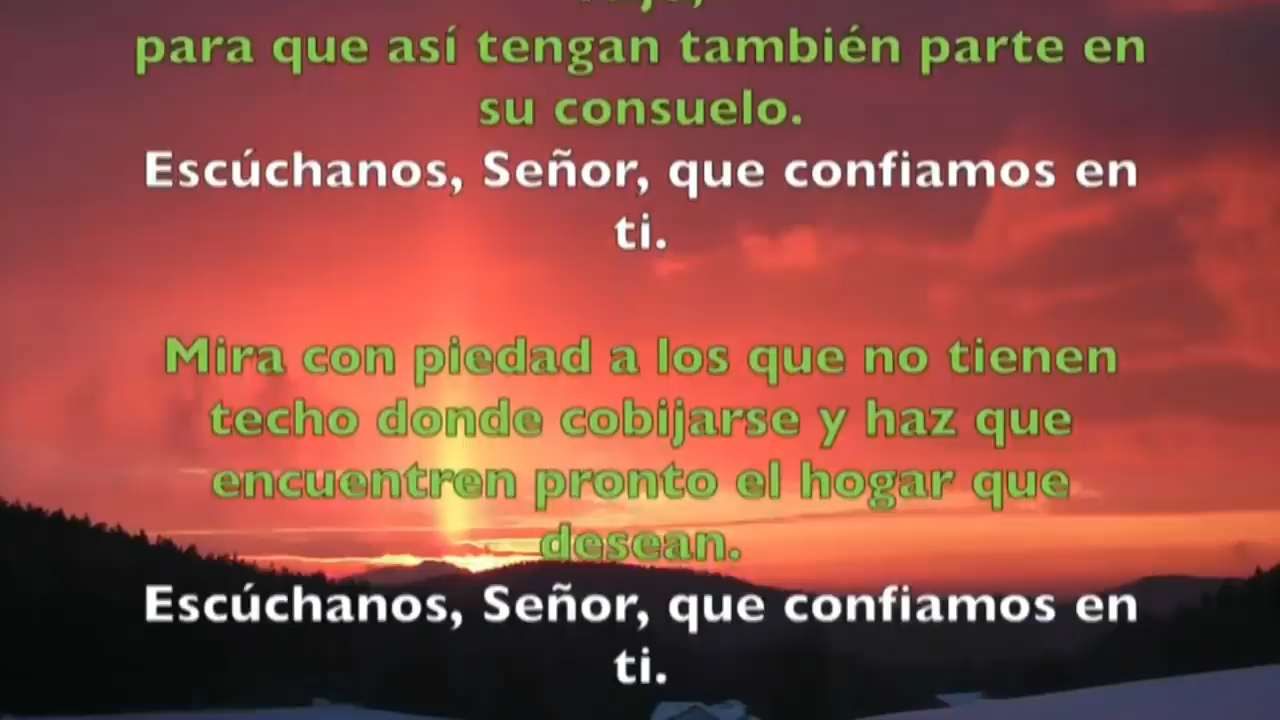 para que así tengan también parte en
su consuelo.
Escúchanos, Señor, que confiamos en
ti.
Mira con piedad a los que no tienen
techo donde cobijarse y haz que
encuentren pronto el hogar que
desean.
Escúchanos, Señor, que confiamos en
ti.